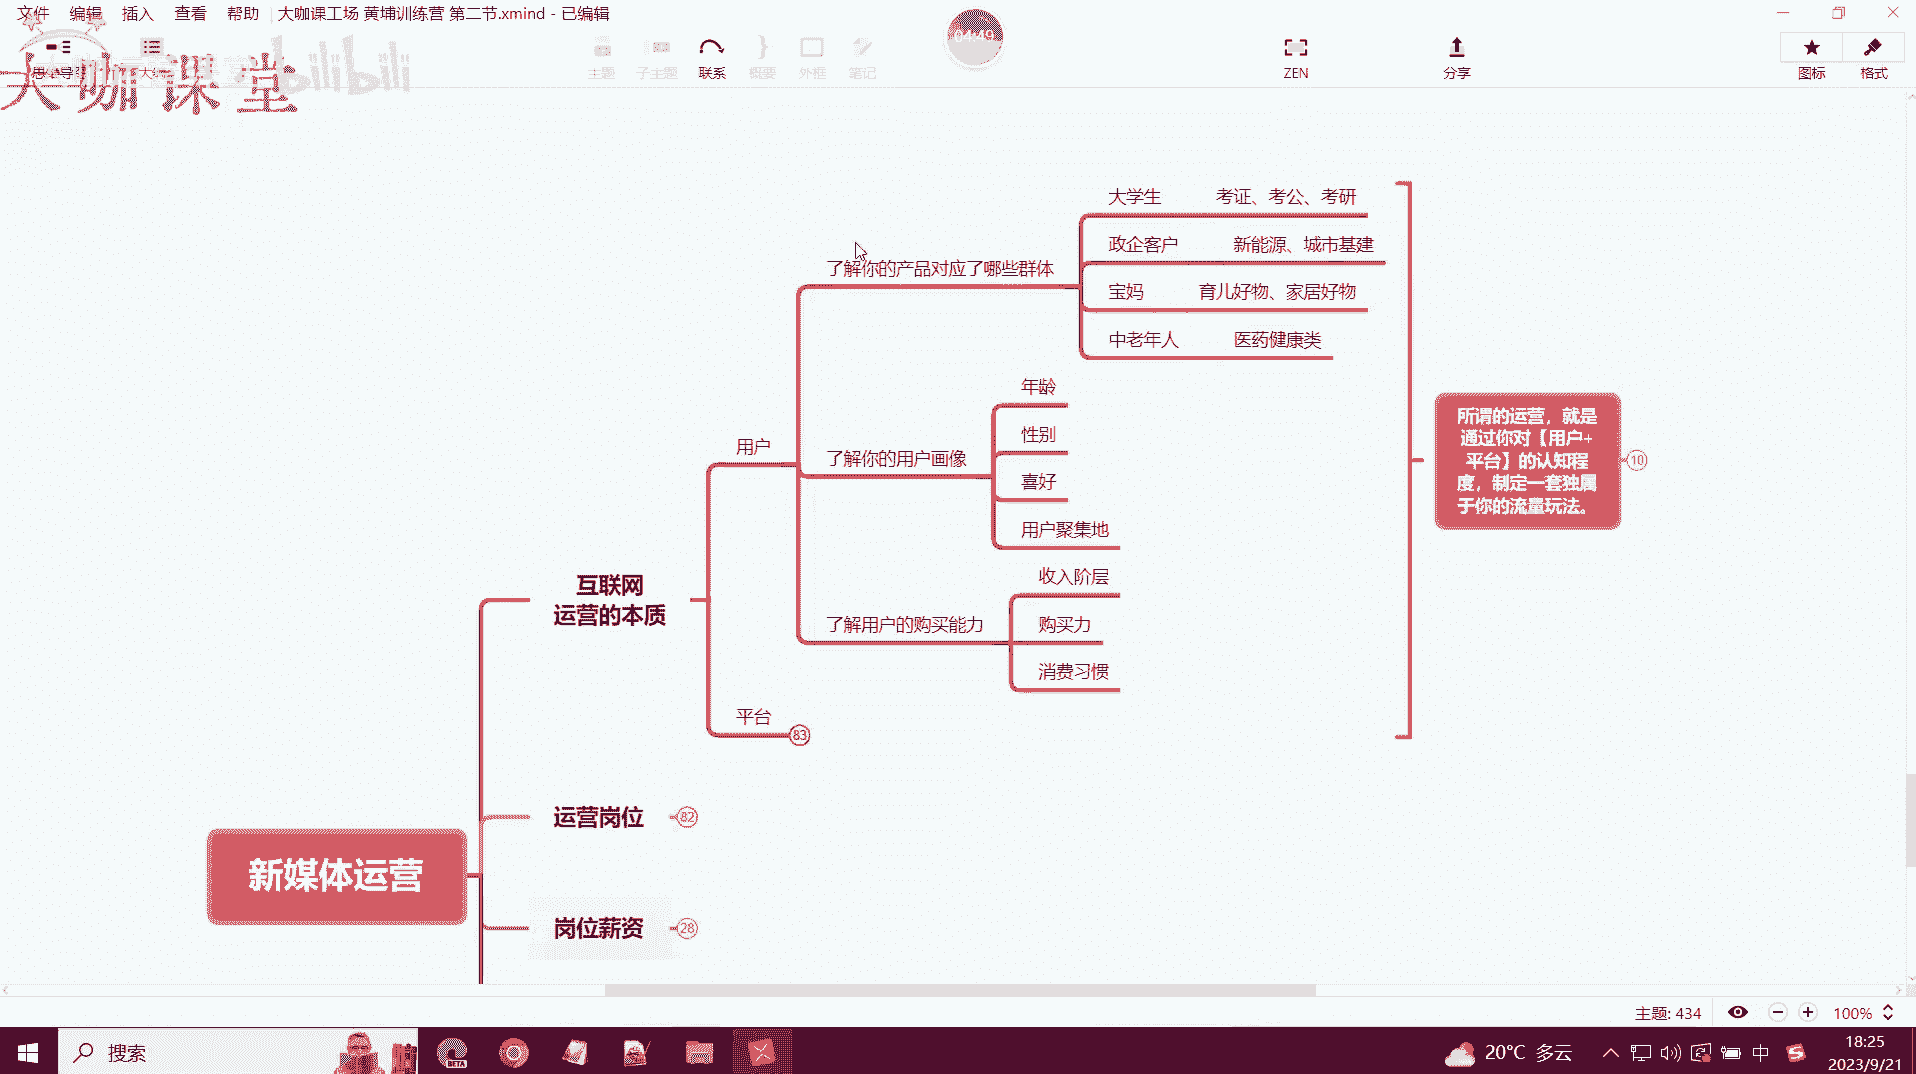 文件 编辑 插入 查看 帮助 大咖课工场 黄埔训练营 第二节.xmind - 已编辑
大咖课堂
bilibili
主题 子主题 联系 概要 外框 笔记
04:49
ZEN 分享 图标 格式
大学生 考证、考公、考研
政企客户 新能源、城市基建
宝妈 育儿好物、家居好物
中老年人 医药健康类
了解你的产品对应了哪些群体
年龄
性别
喜好
用户聚集地
了解你的用户画像
收入阶层
购买力
消费习惯
了解用户的购买能力
用户
平台 83
互联网
运营的本质
所谓的运营，就是
通过你对【用户+
平台】的认知程
度，制定一套独属
于你的流量玩法。
10
运营岗位 82
新媒体运营
岗位薪资 28
主题: 434 100%
搜索
BETA
20°C 多云
中
18:25
2023/9/21